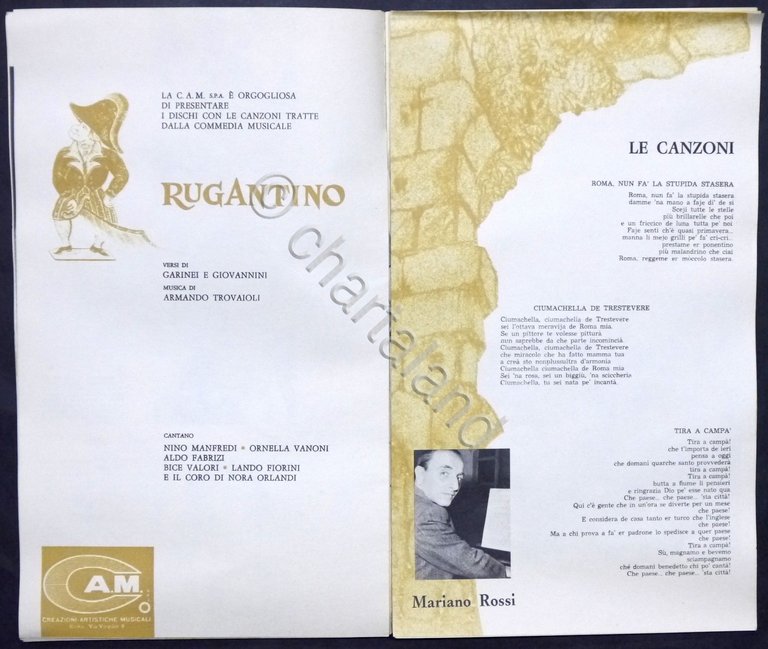 LA C.A.M. S.P.A. È ORGOGLIOSA
DI PRESENTARE
I DISCHI CON LE CANZONI TRATTE
DALLA COMMEDIA MUSICALE
RUGANTINO
VERSI DI
GARINEI E GIOVANNINI
MUSICA DI
ARMANDO TROVAIOLI
CANTANO
NINO MANFREDI • ORNELLA VANONI
ALDO FABRIZI
BICE VALORI • LANDO FIORINI
E IL CORO DI NORA ORLANDI
C.A.M.
CREAZIONI-ARTISTICHE MUSICALI
LE CANZONI
ROMA, NUN FA' LA STUPIDA STASERA
Roma, nun fa' la stupida stasera
damme 'na mano a faje di' de sì
Sceji tutte le stelle
più brillarelle che poi
e un friccico de luna tutta pe' noi
Faje sentì ch'è quasi primavera...
manna li mejo grilli pe' fa' cri-cri...
prestame er ponentino
più malandrino che ciai
Roma, reggeme er moccolo stasera.
CIUMACHELLA DE TRESTEVERE
Ciumachella, ciumachella de Trestevere
sei l'ottava meravija de Roma mia.
Se un pittore te volesse pitturà
nun saprebbe da che parte incomincià.
Ciumachella, ciumachella de Trestevere
che miracolo che ha fatto mamma tua
a creà sto nonplusultra d'armonia
Ciumachella ciumachella de Roma mia
Sei 'na rosa, sei un biggiù, 'na sciccheria
Ciumachella, tu sei nata pe' incantà.
TIRA A CAMPA'
Tira a campà!
che t'importa de ieri
pensa a oggi
che domani quarche santo provvederà
tira a campà!
Tira a campà!
butta a fiume li pensieri
e ringrazia Dio pe' esse nato qua
Che paese... che paese... 'sta città!
Qui c'è gente che in un'ora se diverte per un mese
che paese!
E considera de casa tanto er turco che l'inglese
che paese!
Ma a chi prova a fa' er padrone lo spedisce a quer paese
che paese!
Tira a campà!
Sù, magnamo e bevemo
sciampagnamo
ché domani benedetto chi po' cantà!
Che paese... che paese... 'sta città!
Mariano Rossi
© chartaland